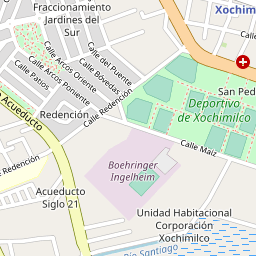 Fraccionamiento
Jardines del
Sur
Xochim
Calle del Puente
Calle Arcos Oriente
Calle Bóvedas
Calle Patos
Calle Arcos Poniente
Calle Redención
San Ped
Deportivo
de Xochimilco
Redención
Acueducto
Calle Maíz
Redención
Boehringer
Ingelheim
Acueducto
Siglo 21
Unidad Habitacional
Corporación
Xochimilco
Río Santiago